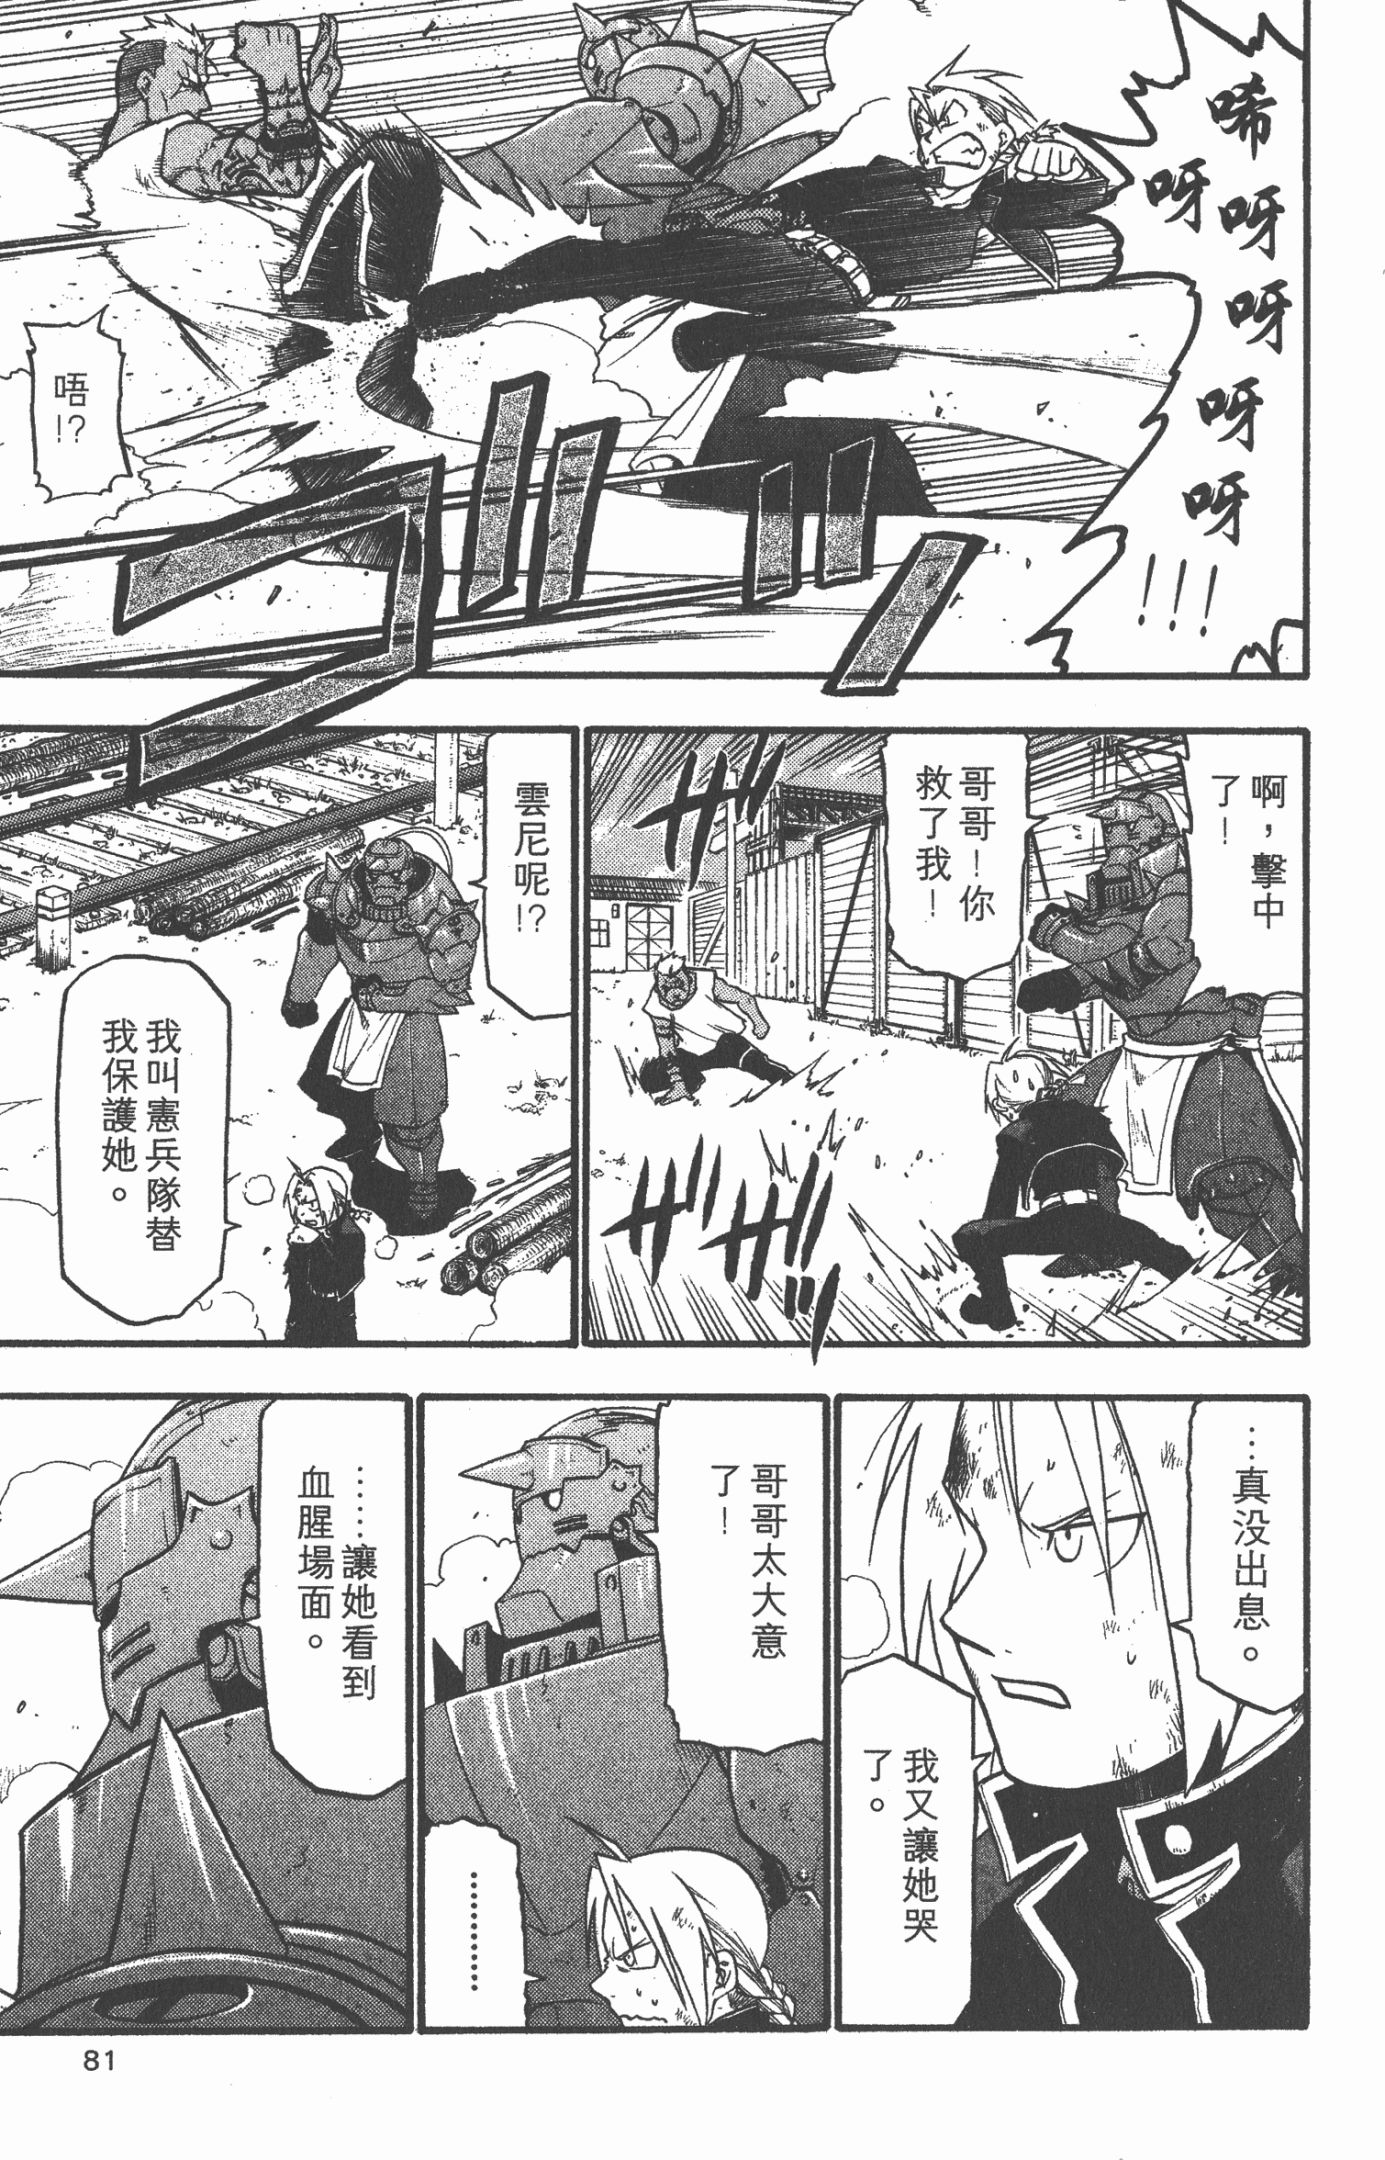 唏
呀呀
呀
呀
呀
!!!
唔
!?
啊，擊中
了！
哥哥！你
救了我！
雲尼呢!?
我叫憲兵隊替
我保護她。
…真没出息。
我又讓她哭
了。
哥哥太大意
了！
…………
……讓她看到
血腥場面。
81